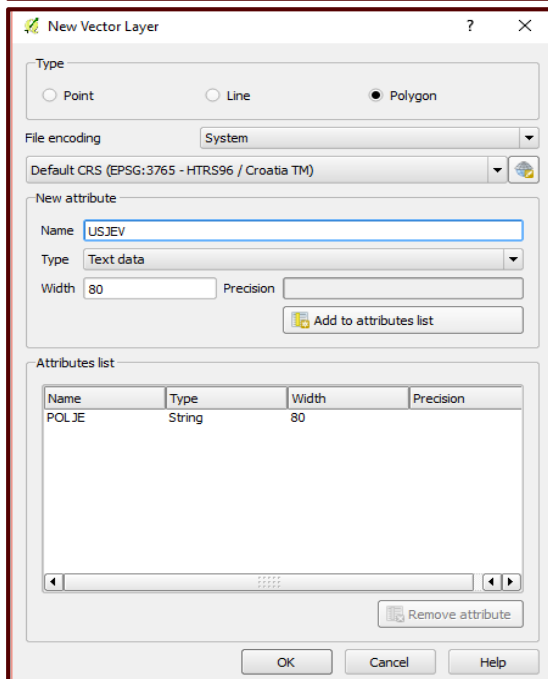 New Vector Layer ?
Type
Point Line Polygon
File encoding System
Default CRS (EPSG:3765 - HTRS96 / Croatia TM)
New attribute
Name USJEV
Type Text data
Width 80 Precision
Add to attributes list
Attributes list
Name Type Width Precision
POLJE String 80
Remove attribute
OK Cancel Help